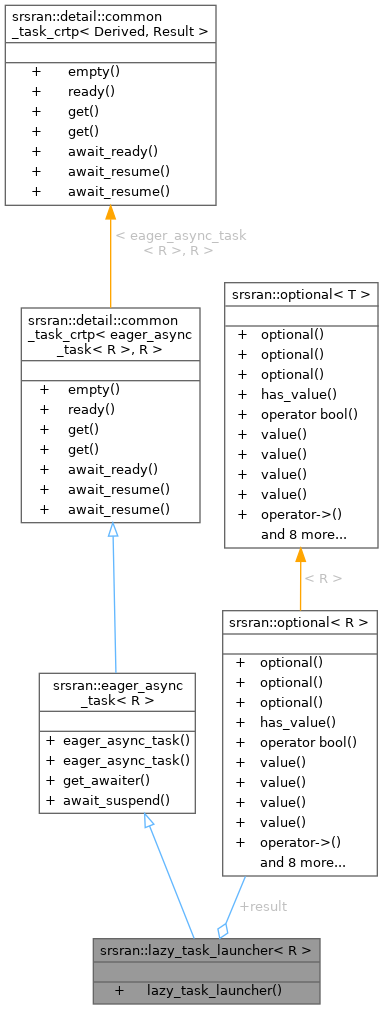 srsran::detail::common
_task_crtp< Derived, Result >
+ empty()
+ ready()
+ get()
+ get()
+ await_ready()
+ await_resume()
+ await_resume()
< eager_async_task
< R >, R >
srsran::detail::common
_task_crtp< eager_async
_task< R >, R >
+ empty()
+ ready()
+ get()
+ get()
+ await_ready()
+ await_resume()
+ await_resume()
srsran::optional< T >
+ optional()
+ optional()
+ optional()
+ has_value()
+ operator bool()
+ value()
+ value()
+ value()
+ value()
+ operator->()
and 8 more...
< R >
srsran::optional< R >
+ optional()
+ optional()
+ optional()
+ has_value()
+ operator bool()
+ value()
+ value()
+ value()
+ value()
+ operator->()
and 8 more...
srsran::eager_async
_task< R >
+ eager_async_task()
+ eager_async_task()
+ get_awaiter()
+ await_suspend()
+result
srsran::lazy_task_launcher< R >
+ lazy_task_launcher()